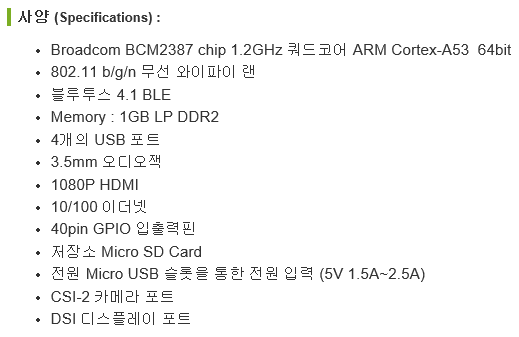 사양 (Specifications) :
• Broadcom BCM2387 chip 1.2GHz 쿼드코어 ARM Cortex-A53  64bit
• 802.11 b/g/n 무선 와이파이 랜
• 블루투스 4.1 BLE
• Memory : 1GB LP DDR2
• 4개의 USB 포트
• 3.5mm 오디오잭
• 1080P HDMI
• 10/100 이더넷
• 40pin GPIO 입출력핀
• 저장소 Micro SD Card
• 전원 Micro USB 슬롯을 통한 전원 입력 (5V 1.5A~2.5A)
• CSI-2 카메라 포트
• DSI 디스플레이 포트